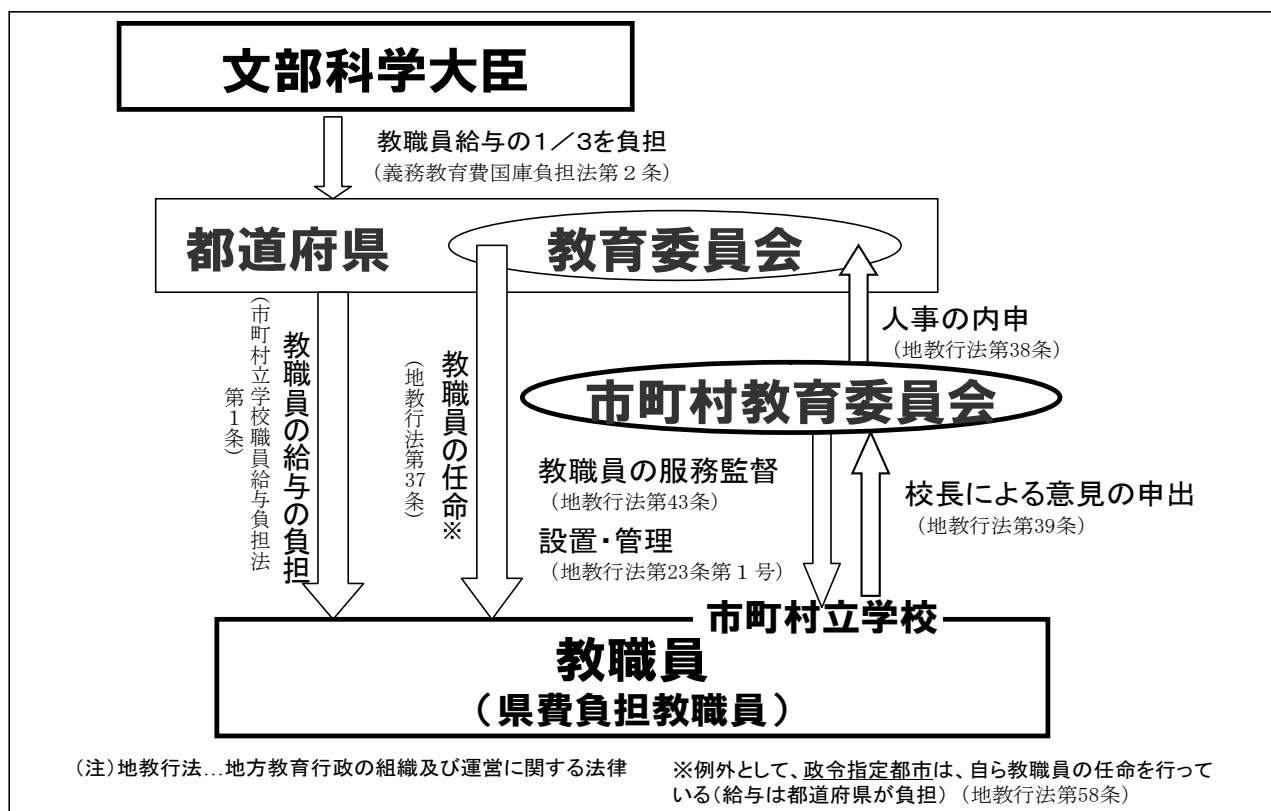 文部科学大臣
教職員給与の1／3を負担
（義務教育費国庫負担法第２条）
都道府県
教育委員会
人事の内申
（地教行法第38条）
市町村教育委員会
教職員の給与の負担
（市町村立学校職員給与負担法
第１条）
教職員の任命※
（地教行法第37条）
教職員の服務監督
（地教行法第43条）
設置・管理
（地教行法第23条第１号）
校長による意見の申出
（地教行法第39条）
市町村立学校
教職員
（県費負担教職員）
（注）地教行法…地方教育行政の組織及び運営に関する法律
※例外として、政令指定都市は、自ら教職員の任命を行って
いる（給与は都道府県が負担）（地教行法第58条）